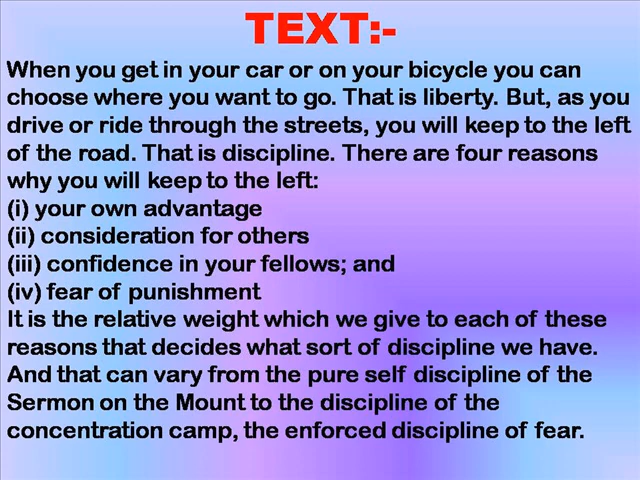 TEXT:-
When you get in your car or on your bicycle you can
choose where you want to go. That is liberty. But, as you
drive or ride through the streets, you will keep to the left
of the road. That is discipline. There are four reasons
why you will keep to the left:
(i) your own advantage
(ii) consideration for others
(iii) confidence in your fellows; and
(iv) fear of punishment
It is the relative weight which we give to each of these
reasons that decides what sort of discipline we have.
And that can vary from the pure self discipline of the
Sermon on the Mount to the discipline of the
concentration camp, the enforced discipline of fear.